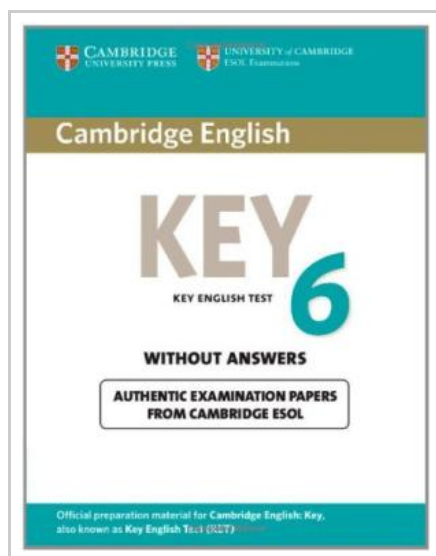 CAMBRIDGE
UNIVERSITY PRESS
UNIVERSITY of CAMBRIDGE
ESOL Examinations
Cambridge English
KEY 6
KEY ENGLISH TEST
WITHOUT ANSWERS
AUTHENTIC EXAMINATION PAPERS
FROM CAMBRIDGE ESOL
Official preparation material for Cambridge English: Key,
also known as Key English Test (KET)